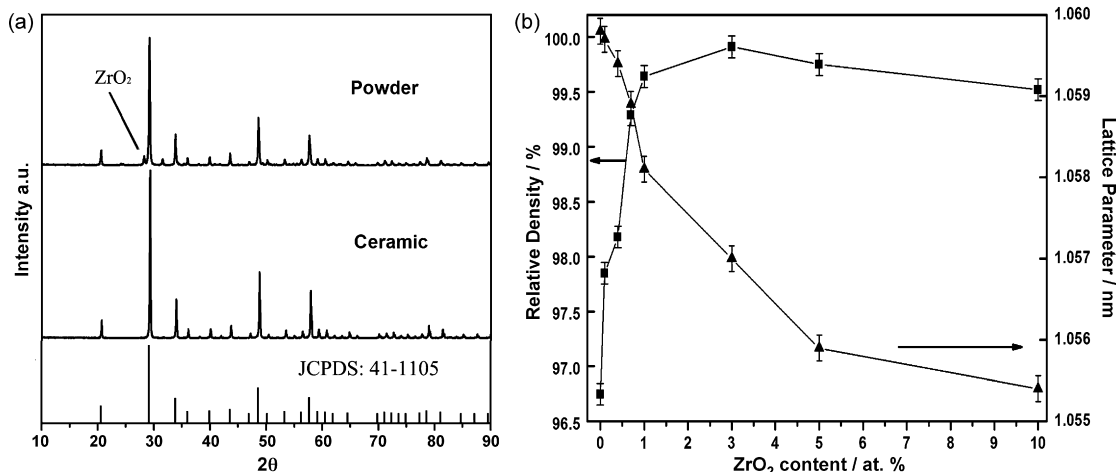 (a)
ZrO₂
Powder
Ceramic
JCPDS: 41-1105
Intensity a.u.
10 20 30 40 50 60 70 80 90
2θ
(b)
100.0
99.5
99.0
98.5
98.0
97.5
97.0
96.5
Relative Density / %
1.060
1.059
1.058
1.057
1.056
1.055
Lattice Parameter / nm
0 1 2 3 4 5 6 7 8 9 10
ZrO₂ content / at. %